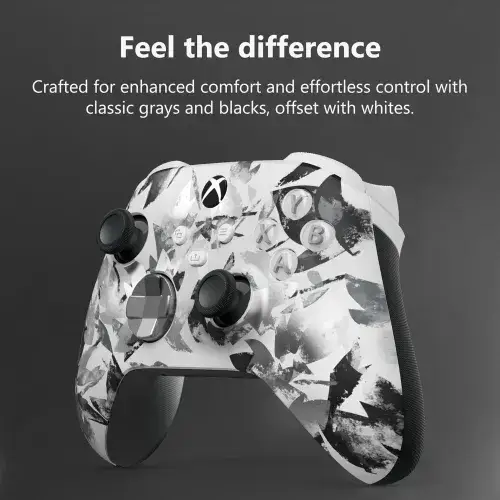 Feel the difference
Crafted for enhanced comfort and effortless control with
classic grays and blacks, offset with whites.
Y
X
B
A